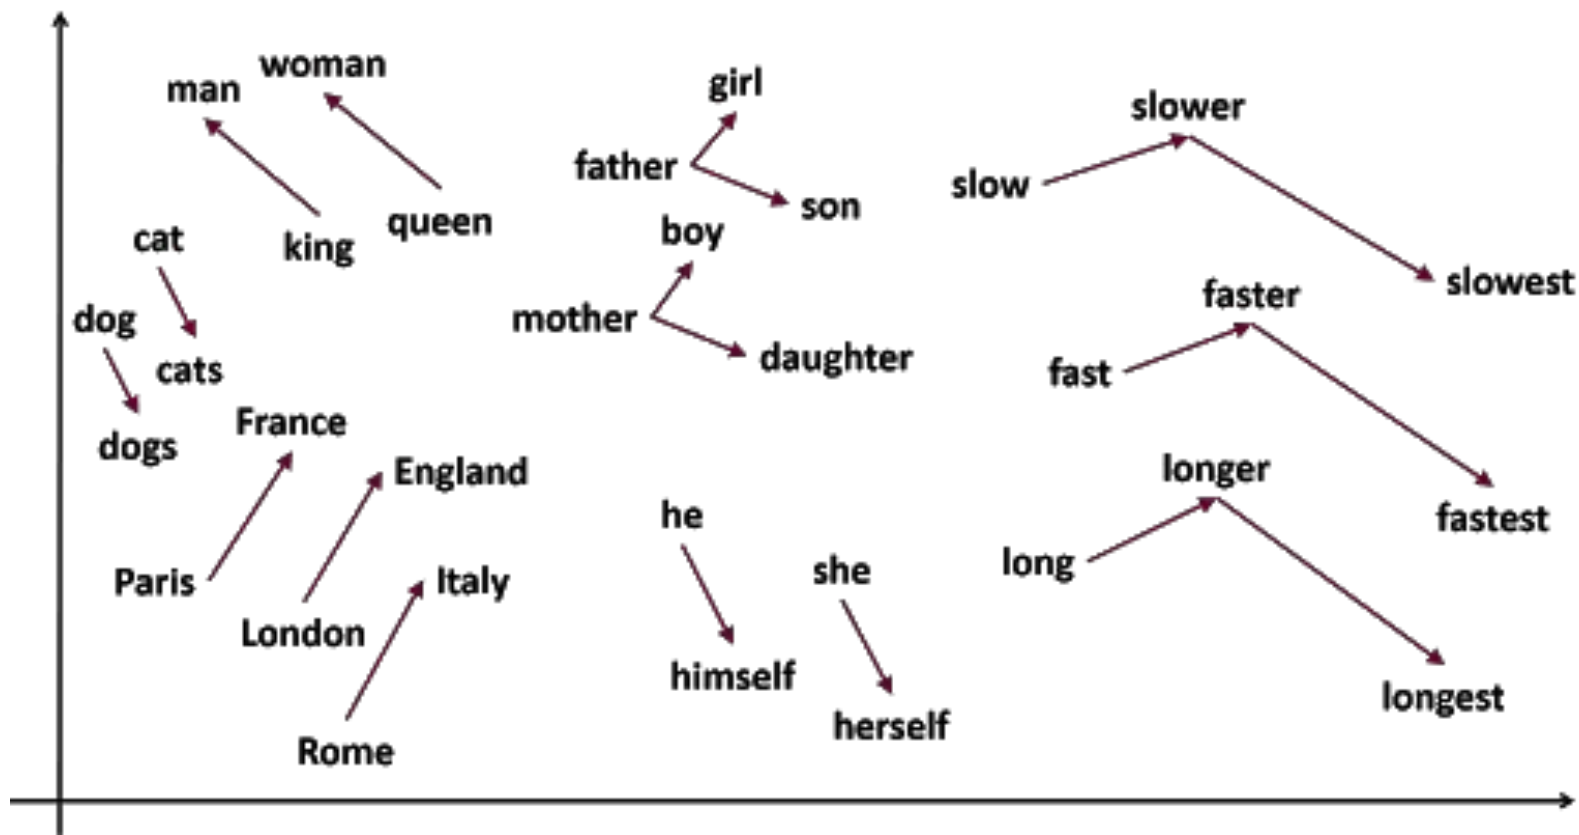 woman
man
girl
slower
father
slow
son
queen
boy
cat
king
slowest
faster
dog
mother
daughter
cats
fast
France
dogs
England
longer
he
fastest
long
she
Paris
Italy
London
himself
longest
herself
Rome